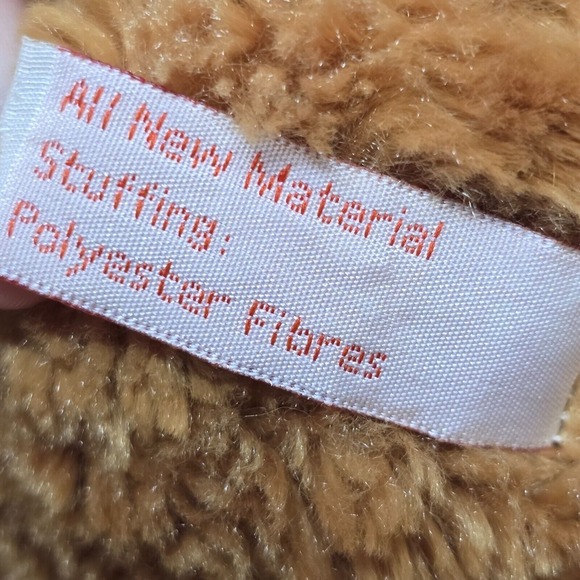 All New Material
Stuffing:
Polyester Fibres